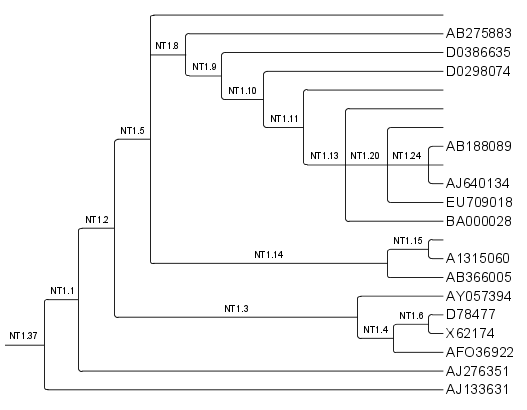 AB275883
NT1.8
D0386635
NT1.9
D0298074
NT1.10
NT1.11
NT1.5
AB188089
NT1.13 NT1.20 NT1.24
AJ640134
EU709018
BA000028
NT1.2
NT1.15
NT1.14
A1315060
AB366005
NT1.1
AY057394
NT1.3
D78477
NT1.6
X62174
NT1.4
NT1.37
AFO36922
AJ276351
AJ133631